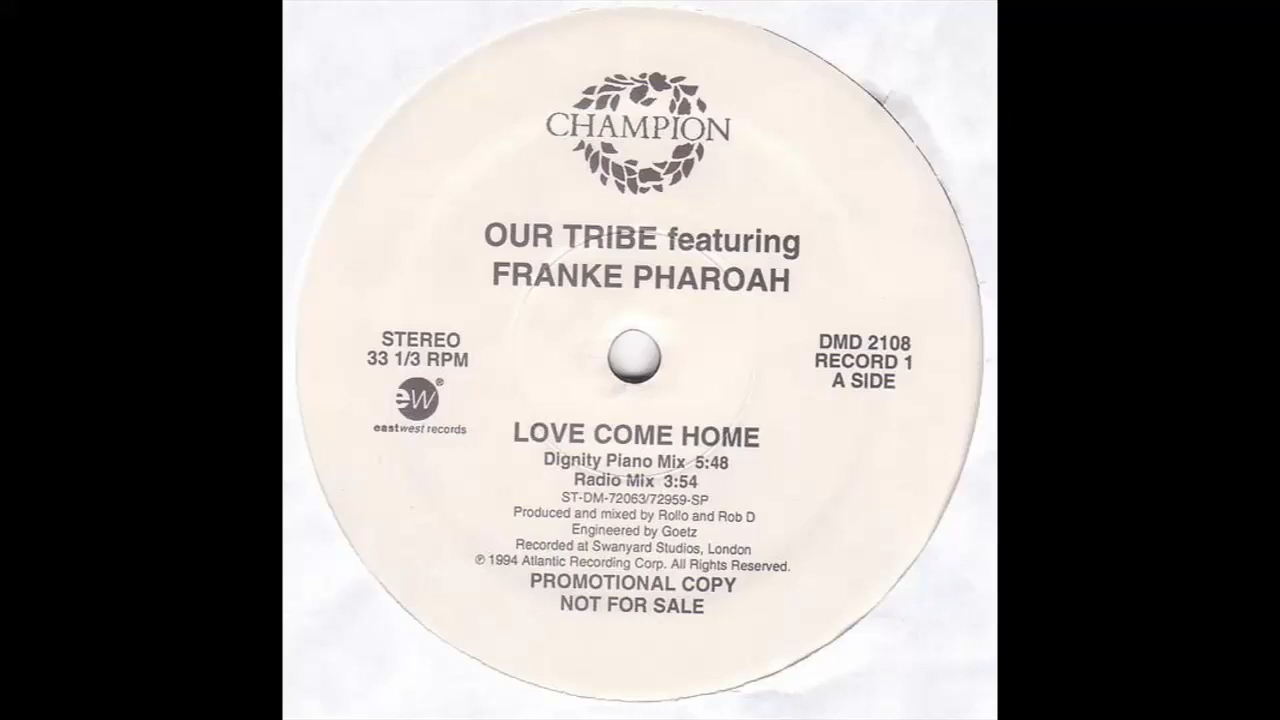 CHAMPION
OUR TRIBE featuring
FRANKE PHAROAH
STEREO
33 1/3 RPM
ew®
eastwest records
DMD 2108
RECORD 1
A SIDE
LOVE COME HOME
Dignity Piano Mix 5:48
Radio Mix 3:54
ST-DM-72063/72959-SP
Produced and mixed by Rollo and Rob D
Engineered by Goetz
Recorded at Swanyard Studios, London
℗ 1994 Atlantic Recording Corp. All Rights Reserved.
PROMOTIONAL COPY
NOT FOR SALE